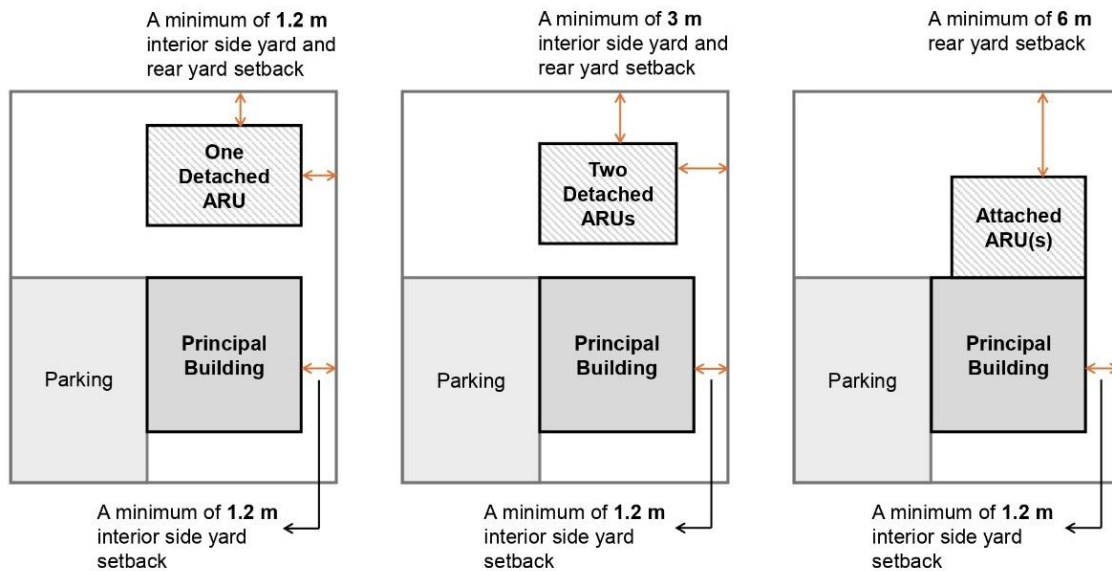 A minimum of 1.2 m
interior side yard and
rear yard setback
One
Detached
ARU
Parking
Principal
Building
A minimum of 1.2 m
interior side yard
setback
A minimum of 3 m
interior side yard and
rear yard setback
Two
Detached
ARUs
Parking
Principal
Building
A minimum of 1.2 m
interior side yard
setback
A minimum of 6 m
rear yard setback
Attached
ARU(s)
Parking
Principal
Building
A minimum of 1.2 m
interior side yard
setback